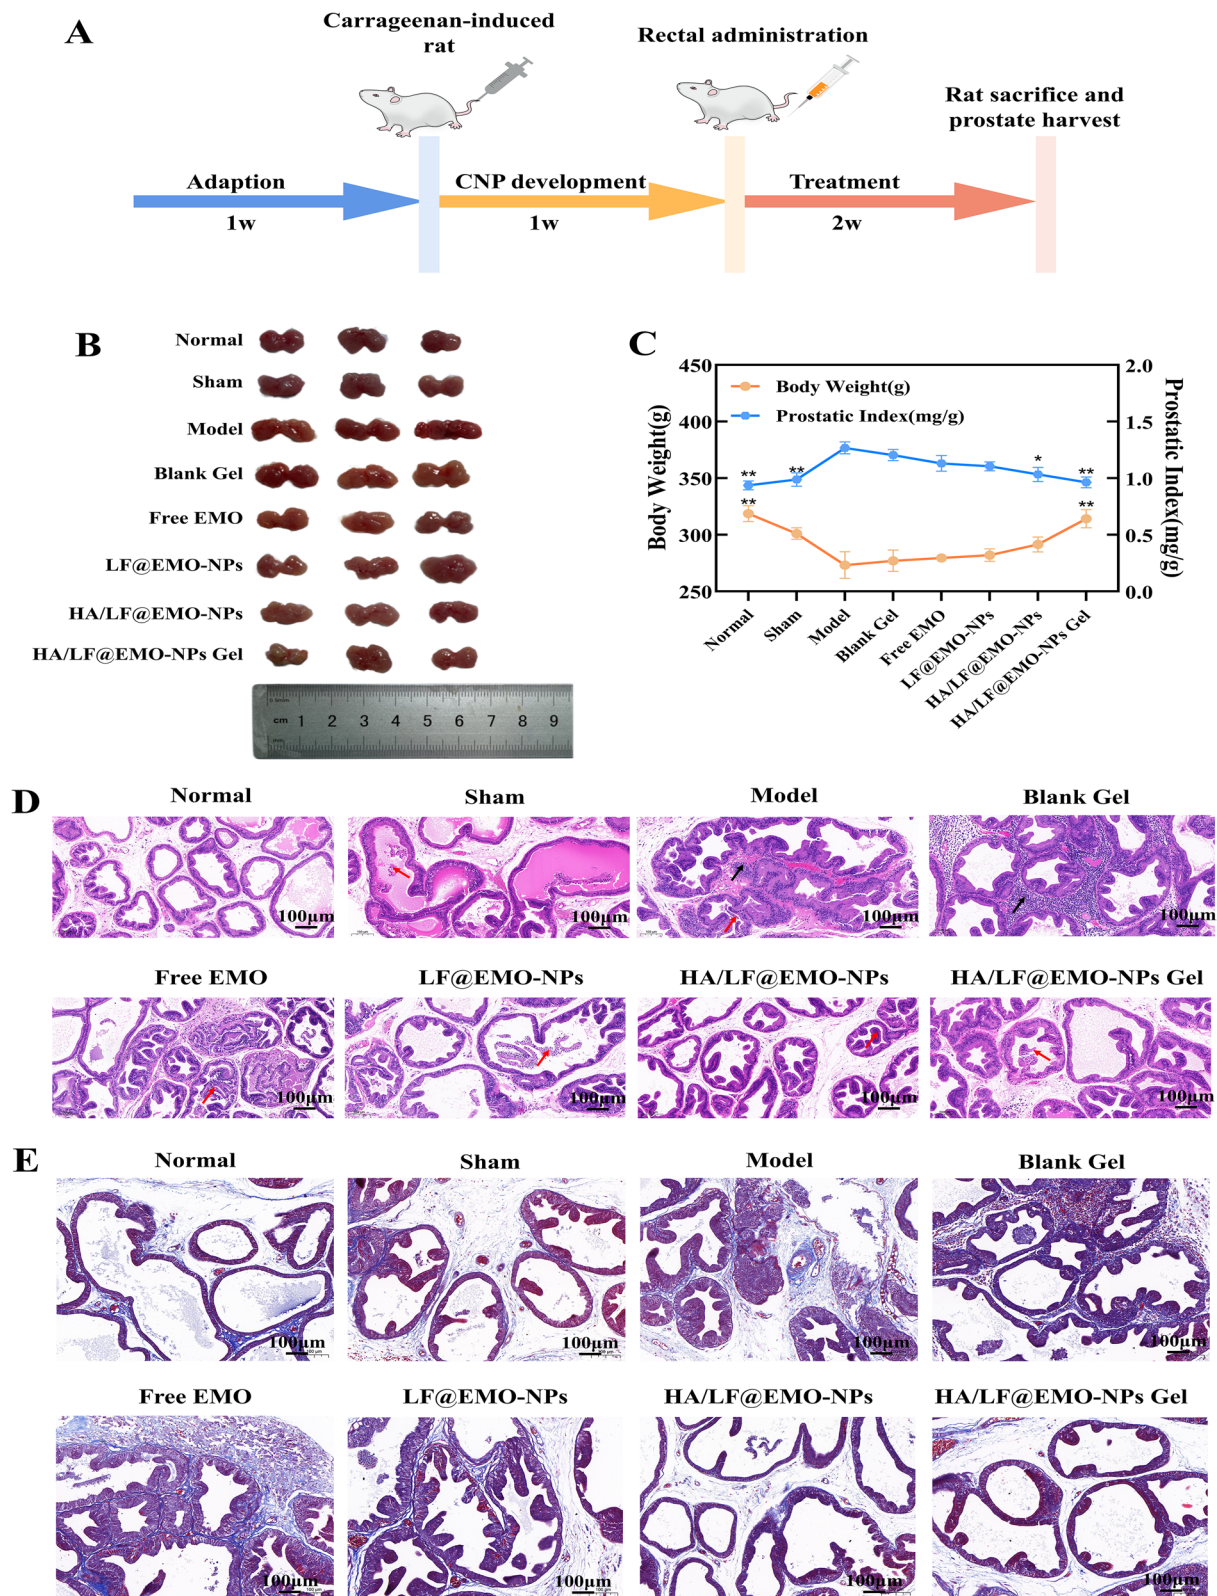 A
Carrageenan-induced
rat
Rectal administration
Rat sacrifice and
prostate harvest
Adaption
1w
CNP development
1w
Treatment
2w
B
Normal
Sham
Model
Blank Gel
Free EMO
LF@EMO-NPs
HA/LF@EMO-NPs
HA/LF@EMO-NPs Gel
0.5mm
cm 1 2 3 4 5 6 7 8 9
C
Body Weight(g)
450
400
350
300
250
Body Weight(g)
Prostatic Index(mg/g)
** ** * **
** **
2.0
1.5
1.0
0.5
0.0
Prostatic Index(mg/g)
Normal
Sham
Model
Blank Gel
Free EMO
LF@EMO-NPs
HA/LF@EMO-NPs
HA/LF@EMO-NPs Gel
D
Normal
Sham
Model
Blank Gel
100μm
100μm
100μm
100μm
Free EMO
LF@EMO-NPs
HA/LF@EMO-NPs
HA/LF@EMO-NPs Gel
100μm
100μm
100μm
100μm
E
Normal
Sham
Model
Blank Gel
100μm
100μm
100μm
100μm
Free EMO
LF@EMO-NPs
HA/LF@EMO-NPs
HA/LF@EMO-NPs Gel
100μm
100μm
100μm
100μm